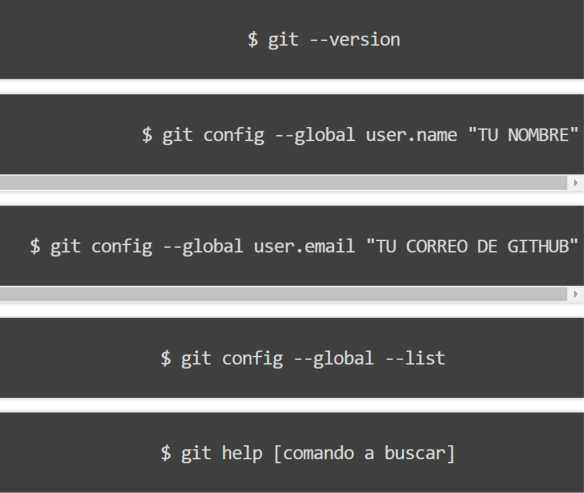 $ git --version
$ git config --global user.name "TU NOMBRE"
$ git config --global user.email "TU CORREO DE GITHUB"
$ git config --global --list
$ git help [comando a buscar]